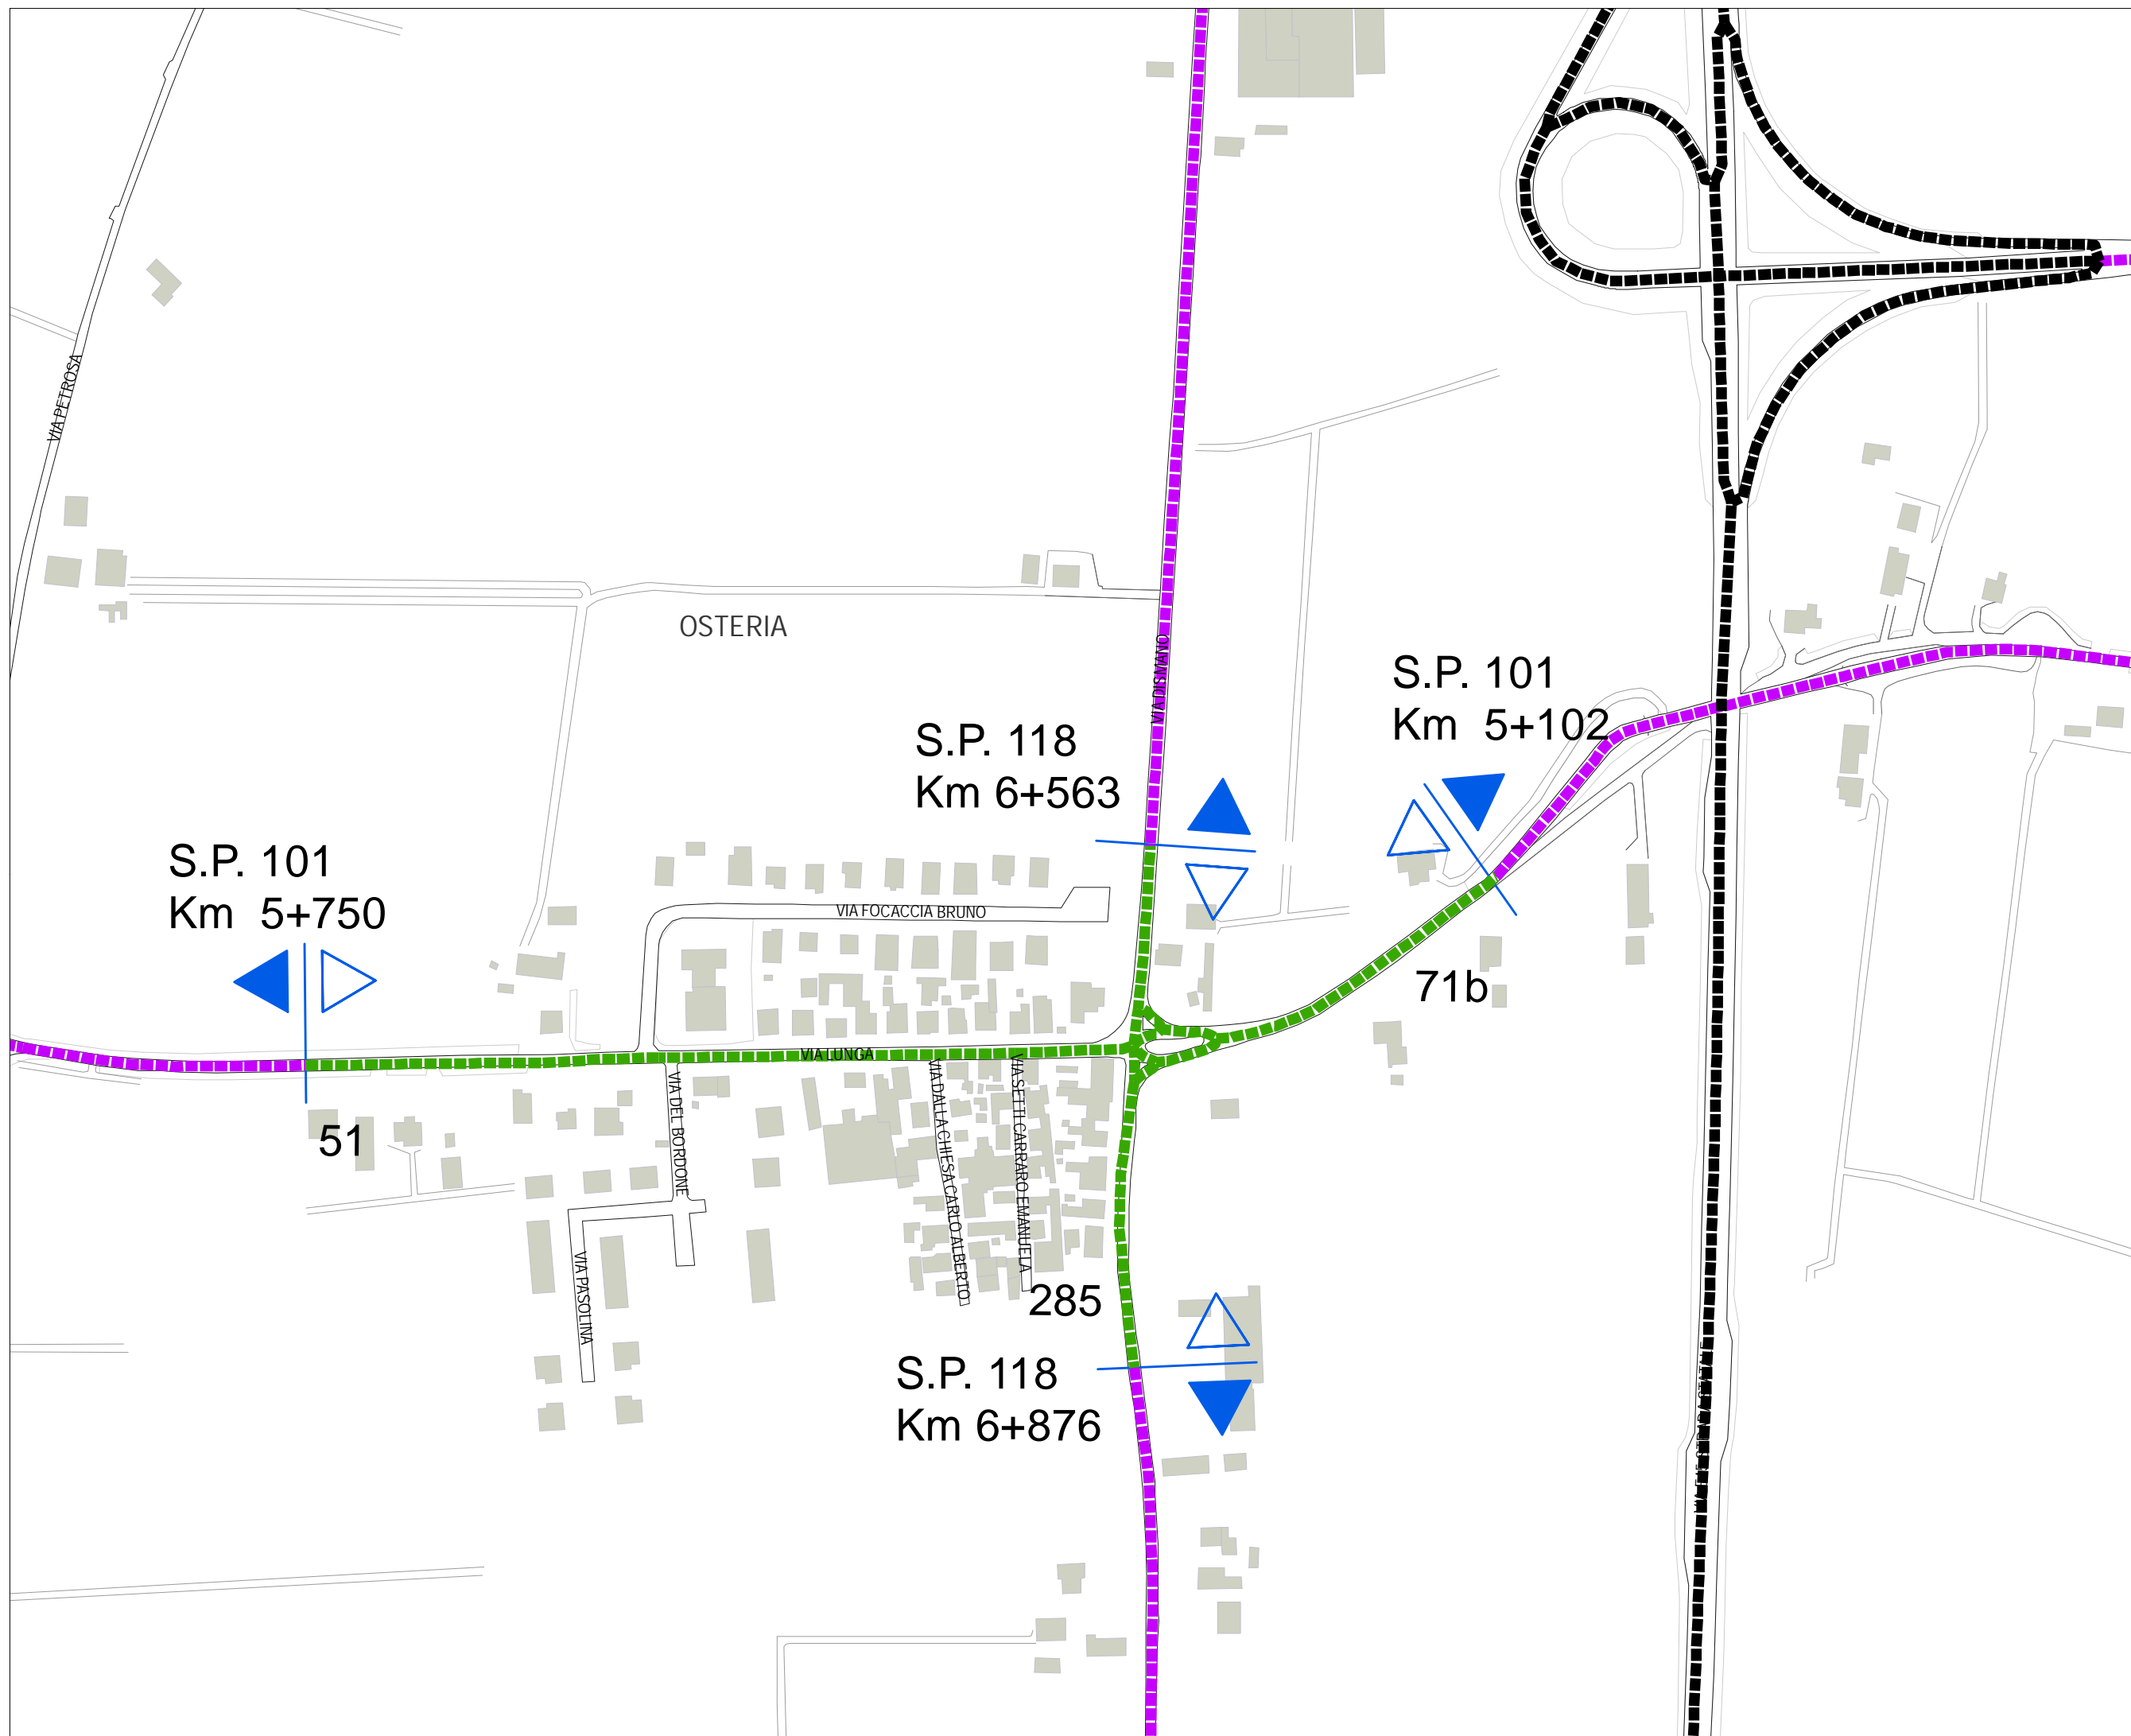 VIA PETROSA
OSTERIA
VIA DISMANO
S.P. 101
Km 5+102
S.P. 118
Km 6+563
S.P. 101
Km 5+750
VIA FOCACCIA BRUNO
71b
VIA LUNGA
51
VIA DEL BORDONE
VIA DALLA CHIESA CARLO ALBERTO
VIA SETTI CARRARO EMANUELA
VIA PASOLINA
285
S.P. 118
Km 6+876